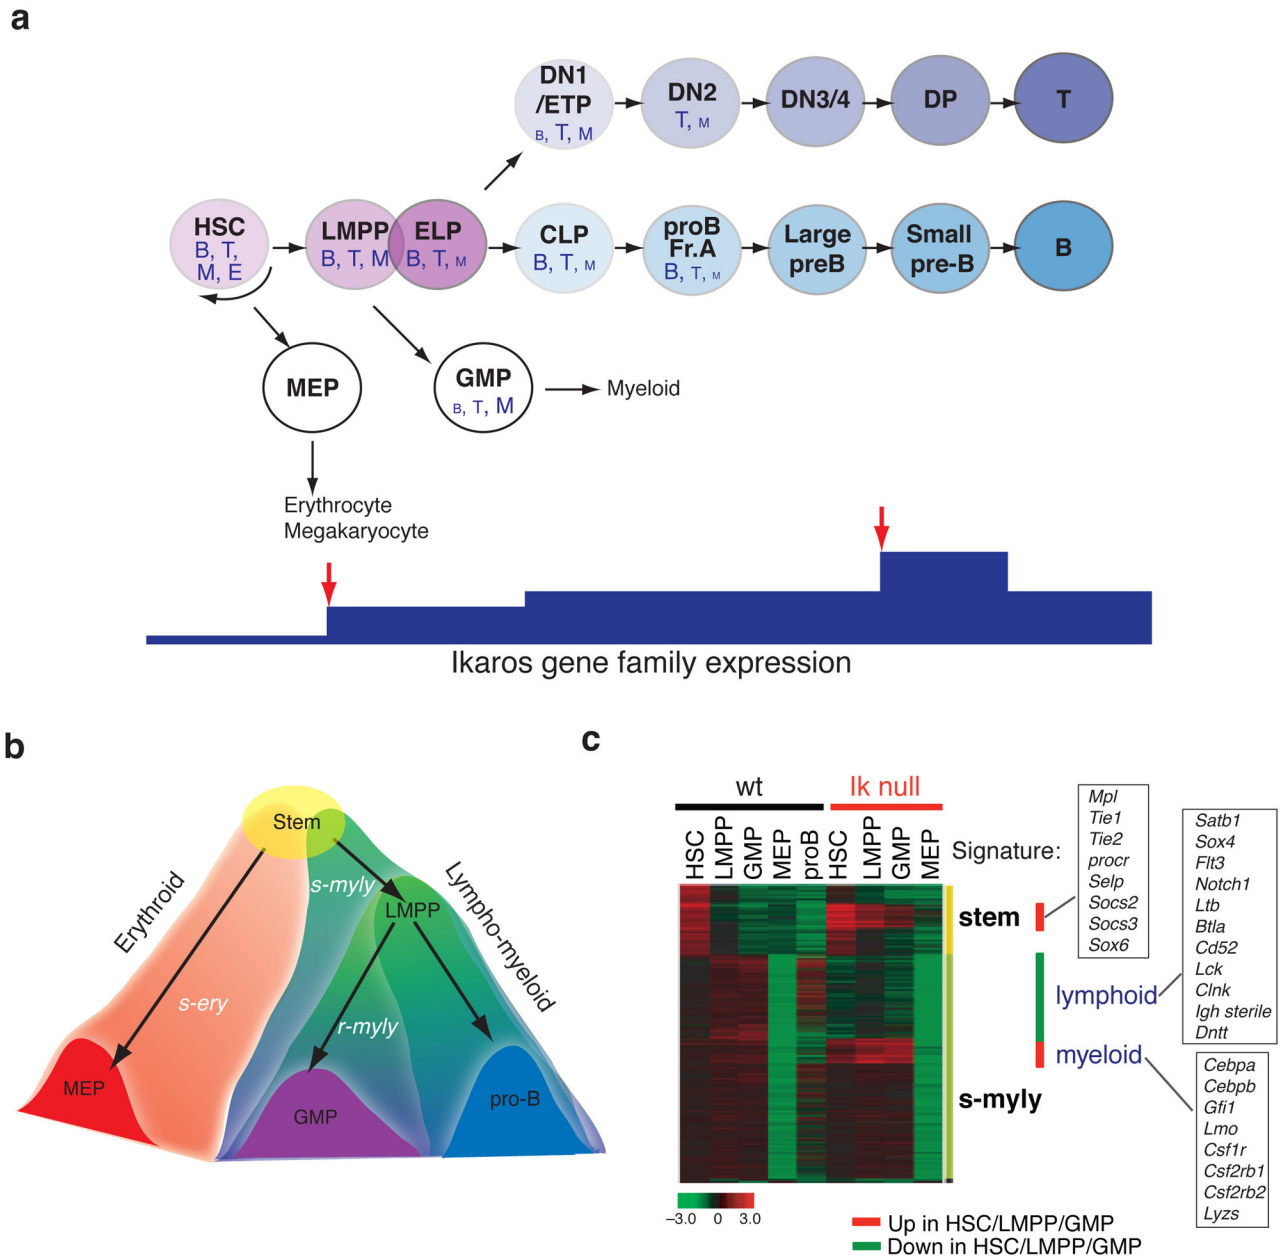 a
DN1
/ETP
B, T, M
DN2
T, M
DN3/4
DP
T
HSC
B, T,
M, E
LMPP
B, T, M
ELP
B, T, M
CLP
B, T, M
proB
Fr.A
B, T, M
Large
preB
Small
pre-B
B
MEP
GMP
B, T, M
Myeloid
Erythrocyte
Megakaryocyte
Ikaros gene family expression
b
Stem
Erythroid
s-myly
LMPP
Lympho-myeloid
s-ery
r-myly
MEP
GMP
pro-B
c
wt
Ik null
HSC
LMPP
GMP
MEP
proB
HSC
LMPP
GMP
MEP
Signature:
stem
lymphoid
myeloid
s-myly
Mpl
Tie1
Tie2
procr
Selp
Socs2
Socs3
Sox6
Satb1
Sox4
Flt3
Notch1
Ltb
Btla
Cd52
Lck
Clnk
Igh sterile
Dntt
Cebpa
Cebpb
Gfi1
Lmo
Csf1r
Csf2rb1
Csf2rb2
Lyzs
–3.0 0 3.0
Up in HSC/LMPP/GMP
Down in HSC/LMPP/GMP